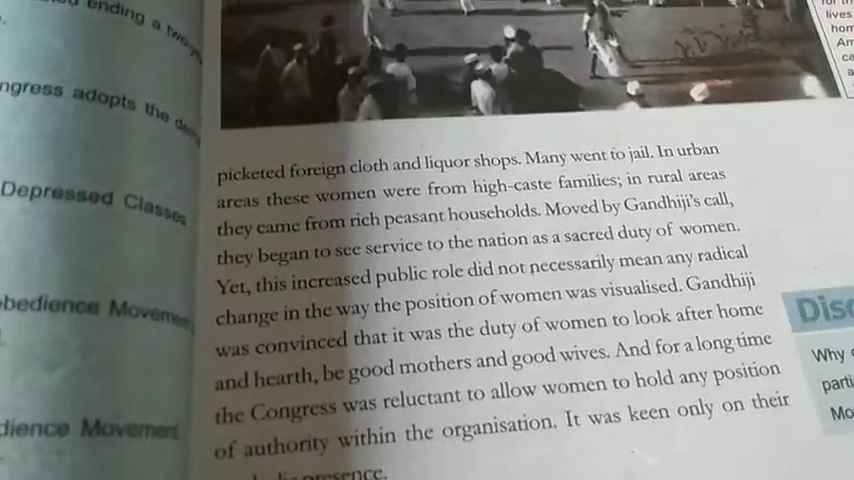 ending a two-
ngress adopts the
Depressed Classes
obedience Movement
dience Movement
picketed foreign cloth and liquor shops. Many went to jail. In urban
areas these women were from high-caste families; in rural areas
they came from rich peasant households. Moved by Gandhiji's call,
they began to see service to the nation as a sacred duty of women.
Yet, this increased public role did not necessarily mean any radical
change in the way the position of women was visualised. Gandhiji
was convinced that it was the duty of women to look after home
and hearth, be good mothers and good wives. And for a long time
the Congress was reluctant to allow women to hold any position
of authority within the organisation. It was keen only on their
presence.
lives
hom
Am
ca
a
Disc
Why
parti
Mo